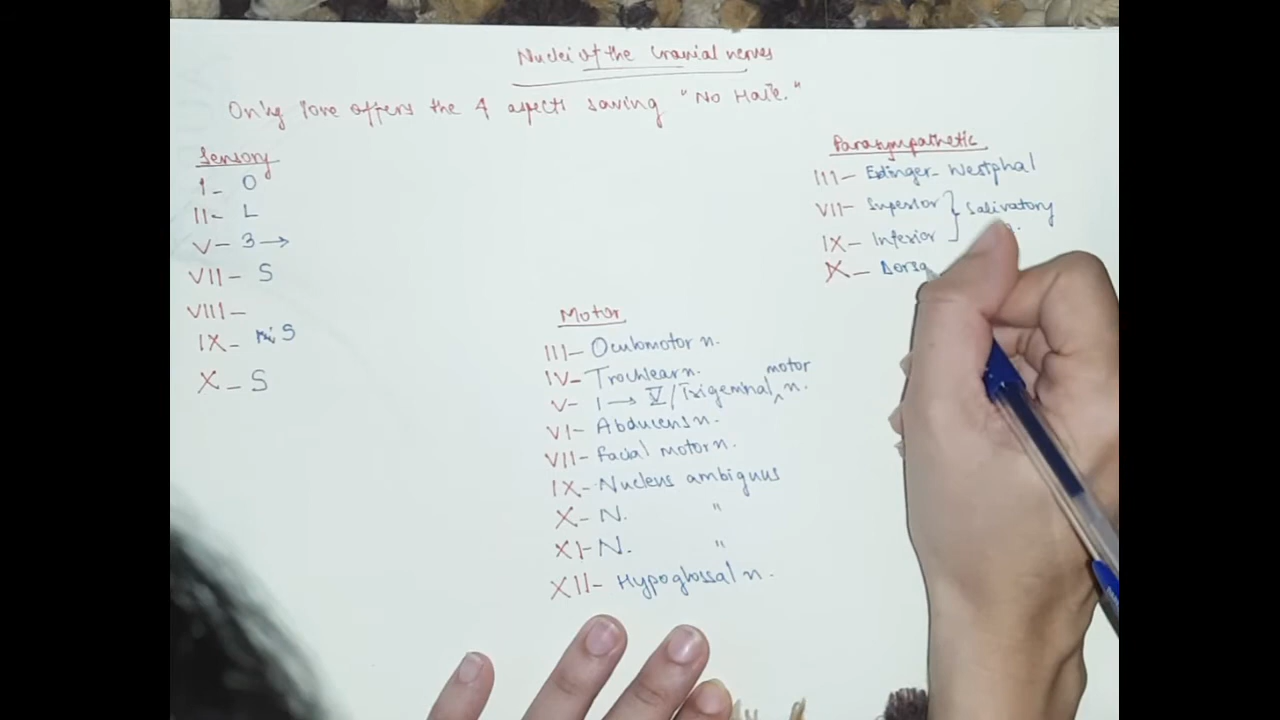 Nuclei of the Cranial nerves
Only love offers the 4 aspects saving "No Hate."
Sensory
I- O
II- L
V- 3 →
VII- S
VIII-
IX- S
X- S
Motor
III- Oculomotor n.
IV- Trochlear n.
V- 1 → V/Trigeminal motor n.
VI- Abducens n.
VII- Facial motor n.
IX- Nucleus ambiguus
X- N. "
XI- N. "
XII- Hypoglossal n.
Parasympathetic
III- Edinger-Westphal
VII- Superior } Salivatory
IX- Inferior
X- Dorsa